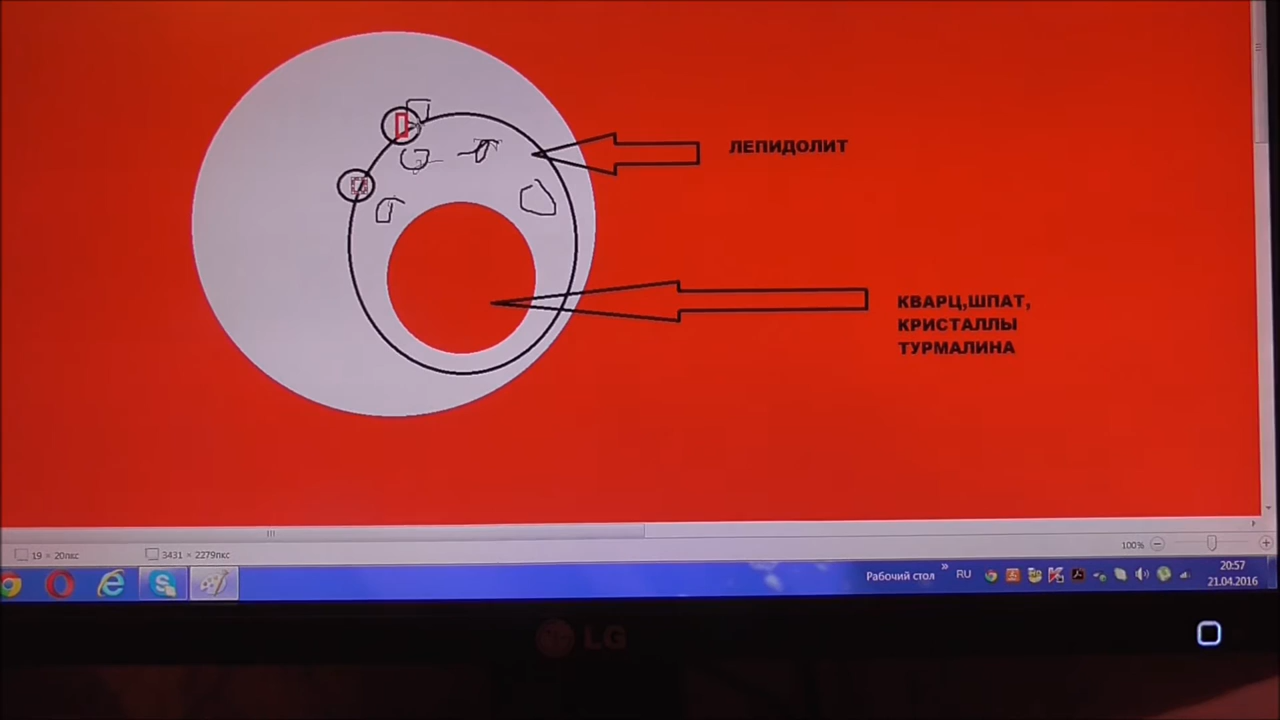 ЛЕПИДОЛИТ
КВАРЦ,ШПАТ,
КРИСТАЛЛЫ
ТУРМАЛИНА
19 × 20пкс
3431 × 2279пкс
100%
Рабочий стол
»
RU
20:57
21.04.2016
LG